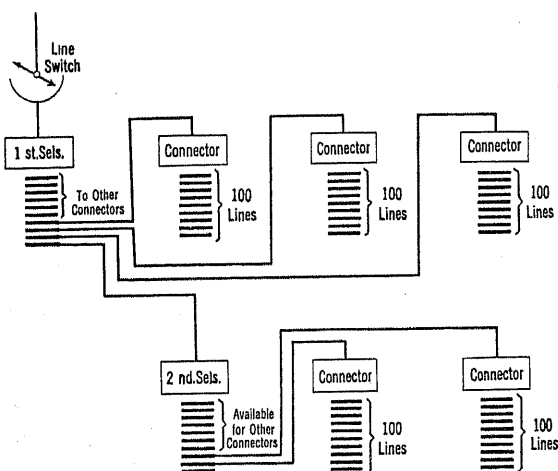 Line
Switch
1 st.Sels.
To Other
Connectors
Connector
100
Lines
Connector
100
Lines
Connector
100
Lines
2 nd.Sels.
Available
for Other
Connectors
Connector
100
Lines
Connector
100
Lines